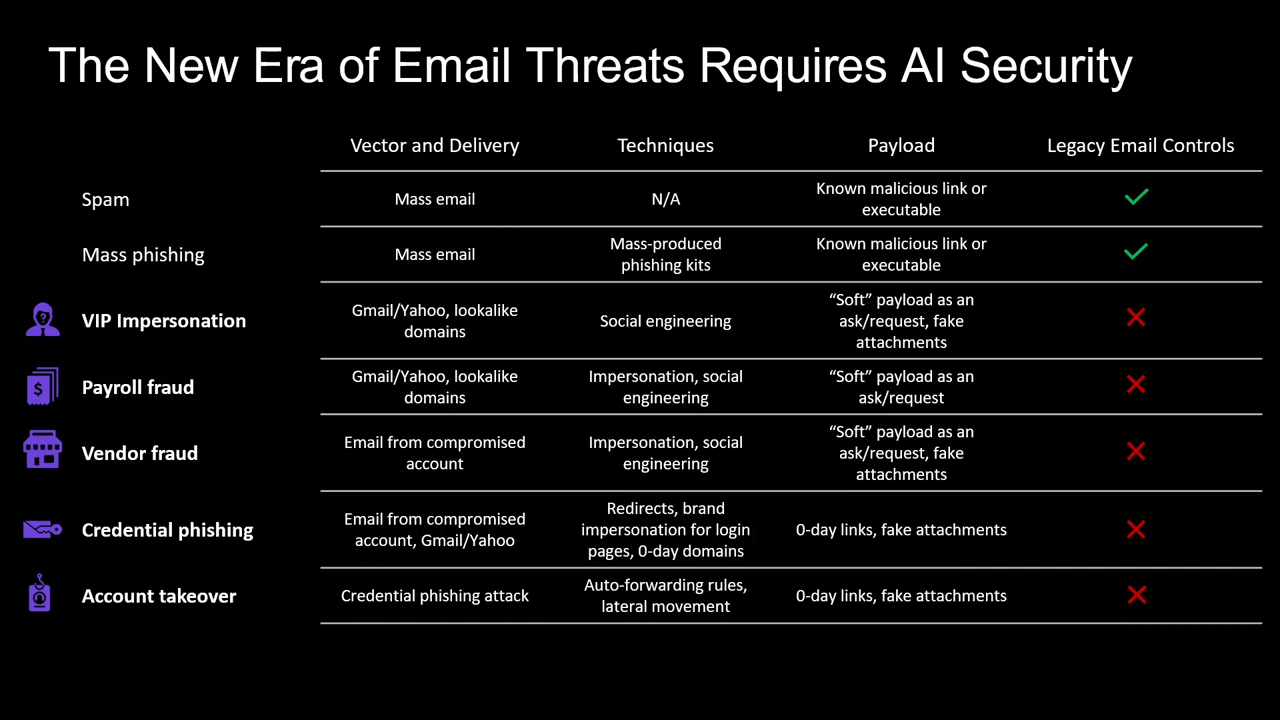 The New Era of Email Threats Requires AI Security
Vector and Delivery
Techniques
Payload
Legacy Email Controls
Spam
Mass email
N/A
Known malicious link or
executable
Mass phishing
Mass email
Mass-produced
phishing kits
Known malicious link or
executable
VIP Impersonation
Gmail/Yahoo, lookalike
domains
Social engineering
“Soft” payload as an
ask/request, fake
attachments
Payroll fraud
Gmail/Yahoo, lookalike
domains
Impersonation, social
engineering
“Soft” payload as an
ask/request
Vendor fraud
Email from compromised
account
Impersonation, social
engineering
“Soft” payload as an
ask/request, fake
attachments
Credential phishing
Email from compromised
account, Gmail/Yahoo
Redirects, brand
impersonation for login
pages, 0-day domains
0-day links, fake attachments
Account takeover
Credential phishing attack
Auto-forwarding rules,
lateral movement
0-day links, fake attachments